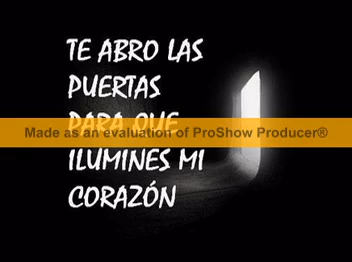 TE ABRO LAS
PUERTAS
PARA QUE
Made as an evaluation of ProShow Producer®
ILUMINES MI
CORAZÓN